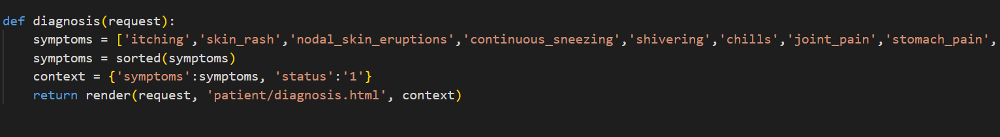 def diagnosis(request):
    symptoms = ['itching','skin_rash','nodal_skin_eruptions','continuous_sneezing','shivering','chills','joint_pain','stomach_pain',
    symptoms = sorted(symptoms)
    context = {'symptoms':symptoms, 'status':'1'}
    return render(request, 'patient/diagnosis.html', context)